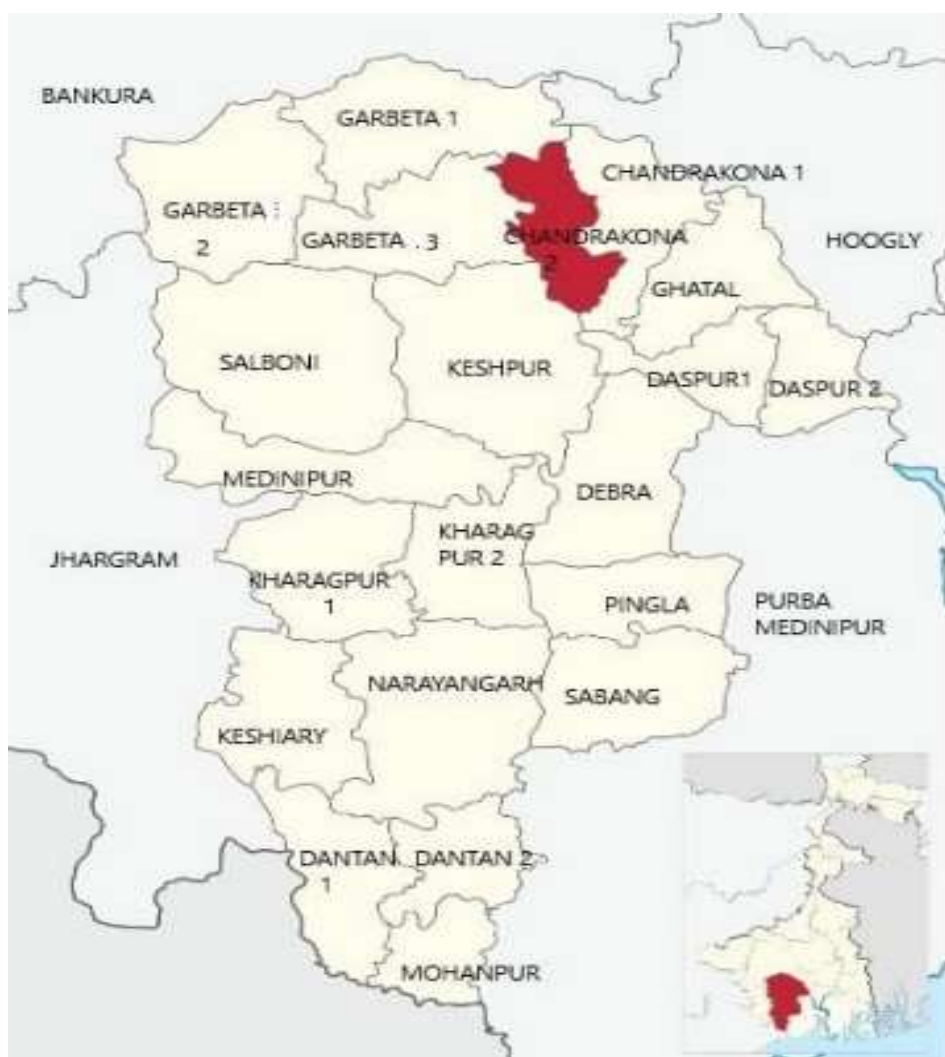 BANKURA
GARBETA 1
CHANDRAKONA 1
GARBETA :
2
GARBETA . 3
CHANDRAKONA
2
HOOGLY
GHATAL
SALBONI
KESHPUR
DASPUR1
DASPUR 2
MEDINIPUR
DEBRA
KHARAG
PUR 2
JHARGRAM
KHARAGPUR
1
PINGLA
PURBA
MEDINIPUR
NARAYANGARH
SABANG
KESHIARY
DANTAN
1
DANTAN 2
MOHANPUR